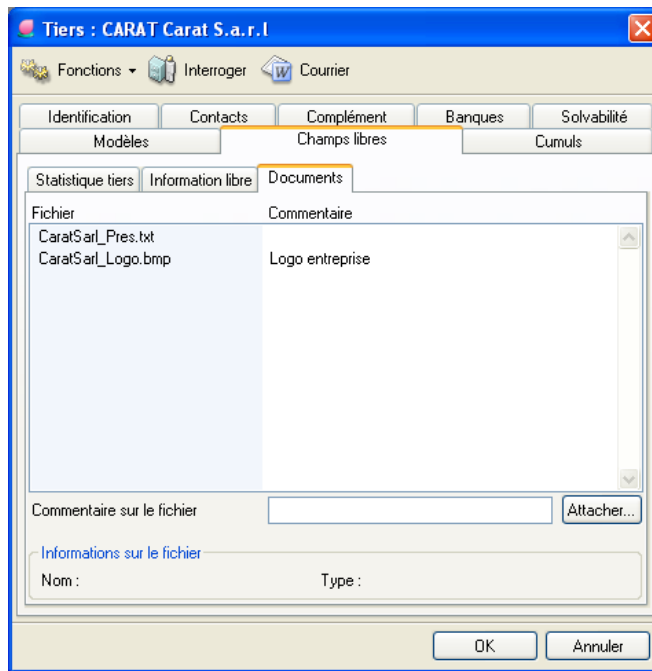 Tiers : CARAT Carat S.a.r.l
Fonctions Interroger Courrier
Identification Contacts Complément Banques Solvabilité
Modèles Champs libres Cumuls
Statistique tiers Information libre Documents
Fichier Commentaire
CaratSarl_Pres.txt
CaratSarl_Logo.bmp Logo entreprise
Commentaire sur le fichier Attacher...
Informations sur le fichier
Nom : Type :
OK Annuler